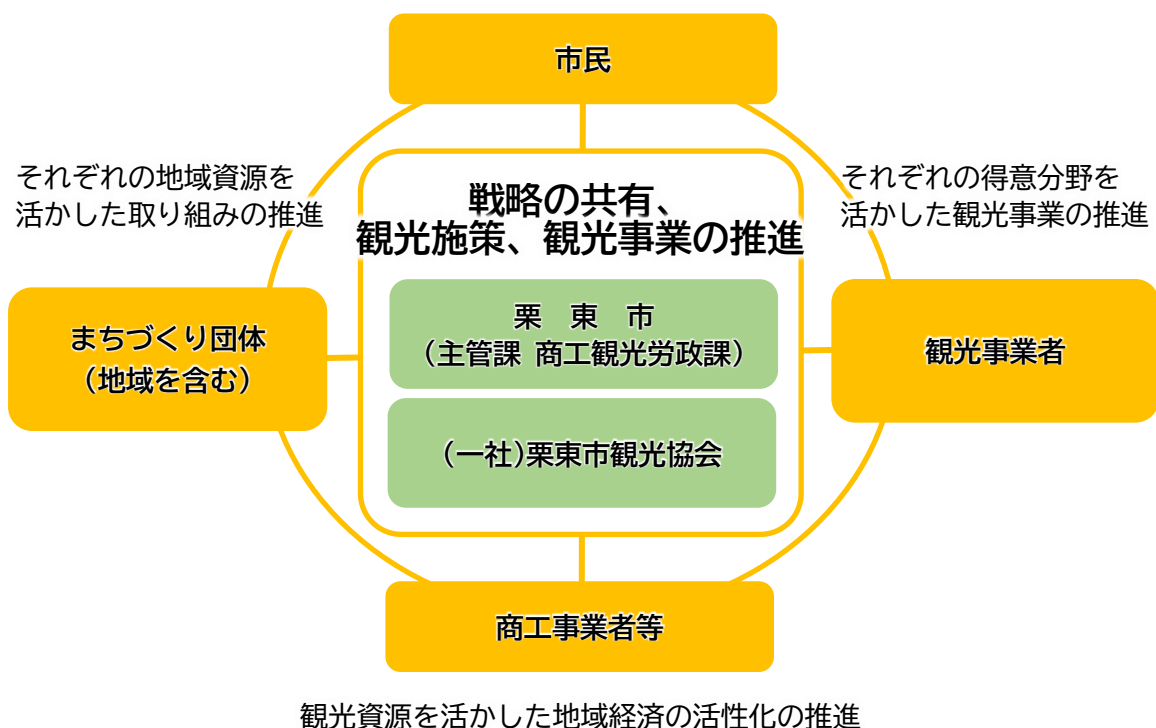 市民
それぞれの地域資源を
活かした取り組みの推進
それぞれの得意分野を
活かした観光事業の推進
戦略の共有、
観光施策、観光事業の推進
栗　東　市
（主管課 商工観光労政課）
（一社）栗東市観光協会
まちづくり団体
（地域を含む）
観光事業者
商工事業者等
観光資源を活かした地域経済の活性化の推進